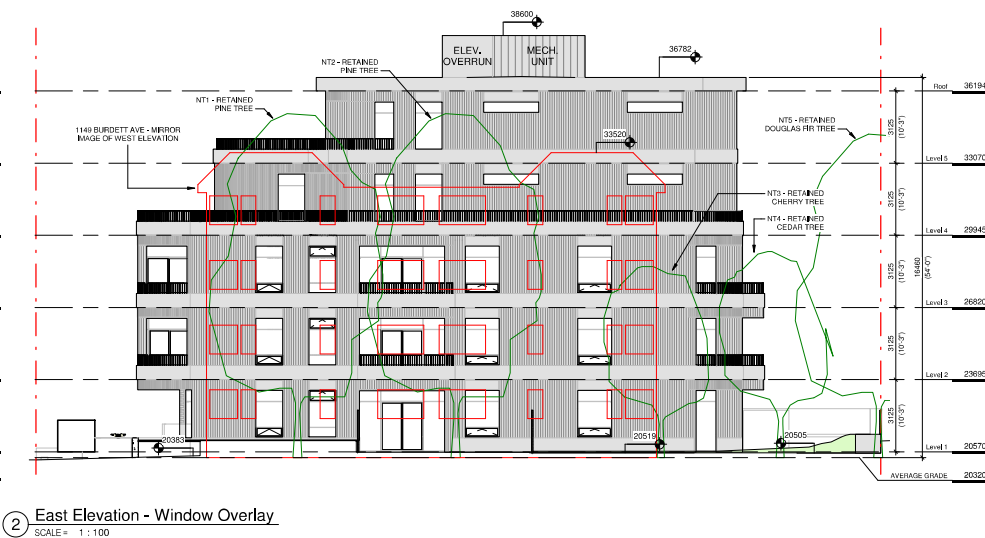 38600
ELEV.
OVERRUN
MECH.
UNIT
36782
NT2 - RETAINED
PINE TREE
NT1 - RETAINED
PINE TREE
1149 BURDETT AVE - MIRROR
IMAGE OF WEST ELEVATION
33520
NT5 - RETAINED
DOUGLAS FIR TREE
NT3 - RETAINED
CHERRY TREE
NT4 - RETAINED
CEDAR TREE
Roof 36194
3125
(10'-3")
Level 5 33070
3125
(10'-3")
Level 4 29945
3125
(10'-3")
16460
(54'-0")
Level 3 26820
3125
(10'-3")
Level 2 23695
3125
(10'-3")
Level 1 20570
AVERAGE GRADE 20320
20383
20519
20505
2 East Elevation - Window Overlay
SCALE = 1 : 100